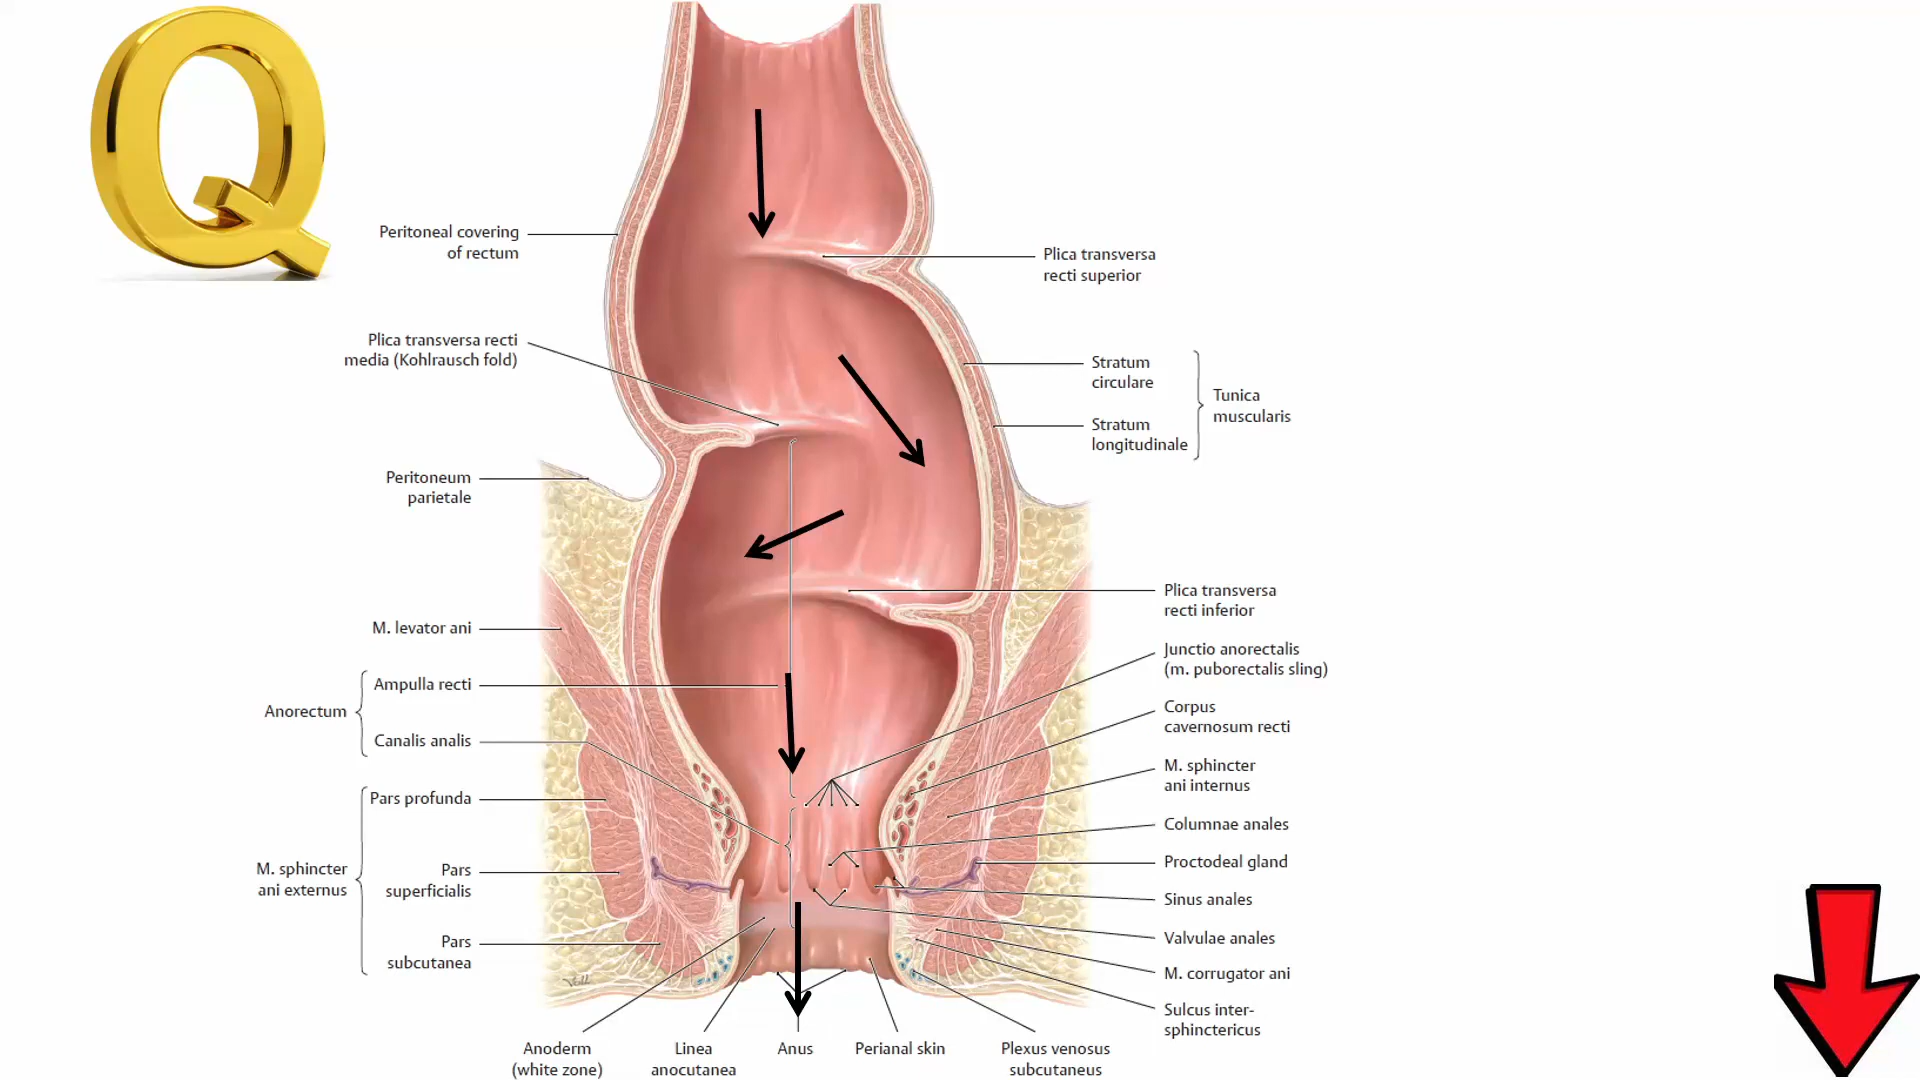 Q
Peritoneal covering
of rectum
Plica transversa recti
media (Kohlrausch fold)
Peritoneum
parietale
M. levator ani
Anorectum
Ampulla recti
Canalis analis
M. sphincter
ani externus
Pars profunda
Pars
superficialis
Pars
subcutanea
Plica transversa
recti superior
Stratum
circulare
Stratum
longitudinale
Tunica
muscularis
Plica transversa
recti inferior
Junctio anorectalis
(m. puborectalis sling)
Corpus
cavernosum recti
M. sphincter
ani internus
Columnae anales
Proctodeal gland
Sinus anales
Valvulae anales
M. corrugator ani
Sulcus inter-
sphinctericus
Voll
Anoderm
(white zone)
Linea
anocutanea
Anus
Perianal skin
Plexus venosus
subcutaneus